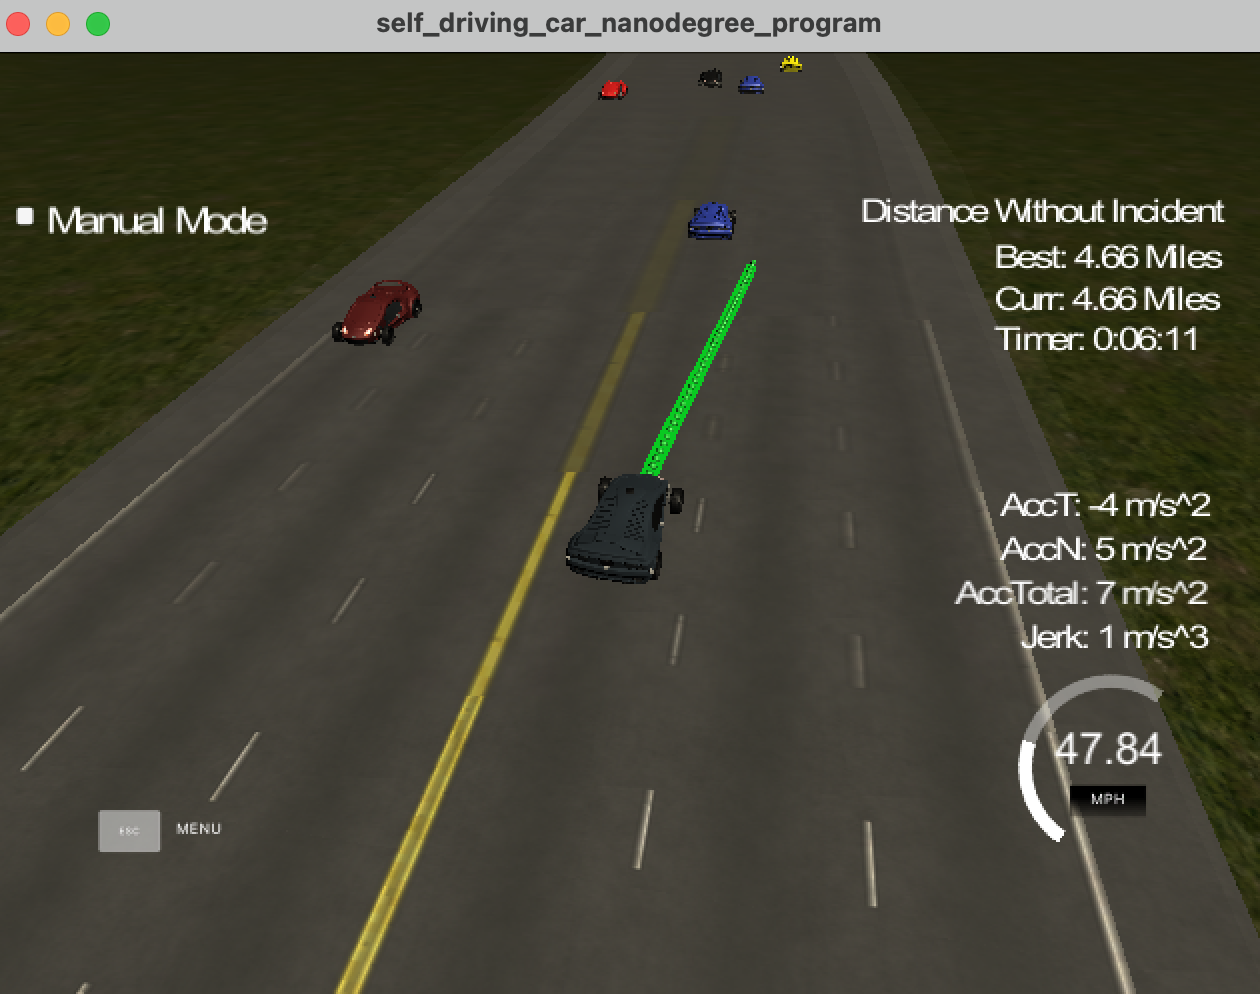 self_driving_car_nanodegree_program
Manual Mode
Distance Without Incident
Best: 4.66 Miles
Curr: 4.66 Miles
Timer: 0:06:11
AccT: -4 m/s^2
AccN: 5 m/s^2
AccTotal: 7 m/s^2
Jerk: 1 m/s^3
47.84
MPH
ESC MENU